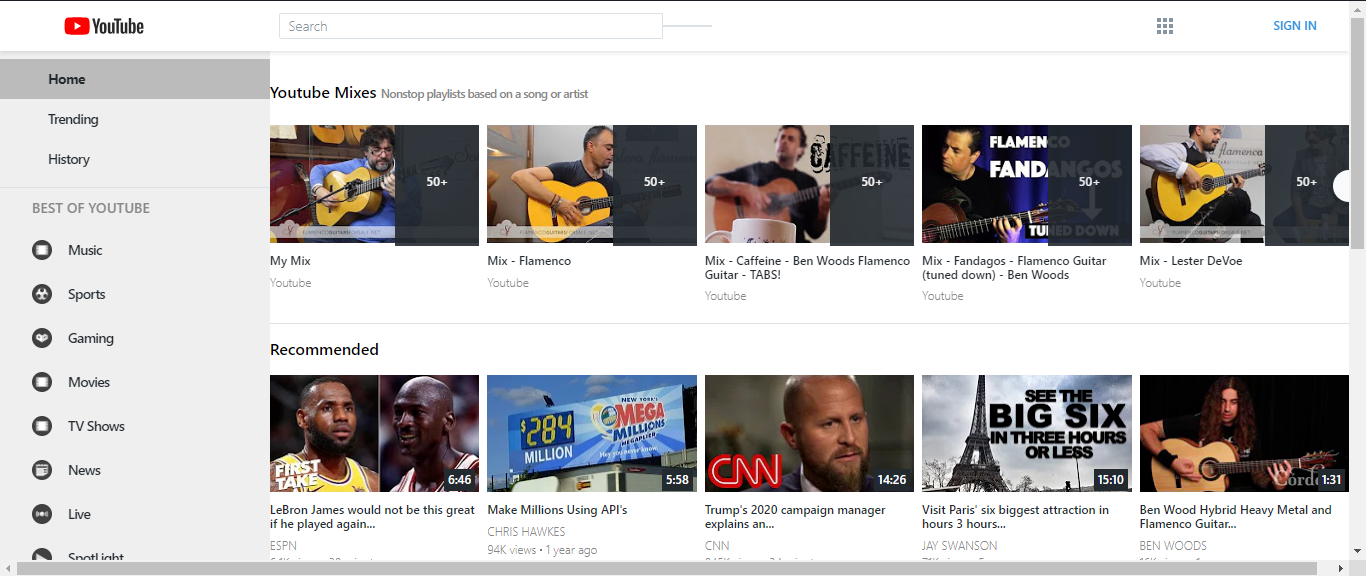 YouTube
Search
SIGN IN
Home
Trending
History
BEST OF YOUTUBE
Music
Sports
Gaming
Movies
TV Shows
News
Live
SpotLight
Youtube Mixes Nonstop playlists based on a song or artist
50+
50+
CAFFEINE
50+
FLAMENCO
FANDANGOS
TUNED DOWN
50+
50+
My Mix
Youtube
Mix - Flamenco
Youtube
Mix - Caffeine - Ben Woods Flamenco
Guitar - TABS!
Youtube
Mix - Fandagos - Flamenco Guitar
(tuned down) - Ben Woods
Youtube
Mix - Lester DeVoe
Youtube
Recommended
FIRST
TAKE
6:46
NEW YORK'S
$284
MILLION
MEGA
MILLIONS
MEGAPLIER
Hey, you never know.
5:58
CNN
14:26
SEE THE
BIG SIX
IN THREE HOURS
OR LESS
15:10
1:31
LeBron James would not be this great
if he played again...
ESPN
Make Millions Using API's
CHRIS HAWKES
94K views • 1 year ago
Trump's 2020 campaign manager
explains an...
CNN
Visit Paris' six biggest attraction in
hours 3 hours...
JAY SWANSON
Ben Wood Hybrid Heavy Metal and
Flamenco Guitar...
BEN WOODS